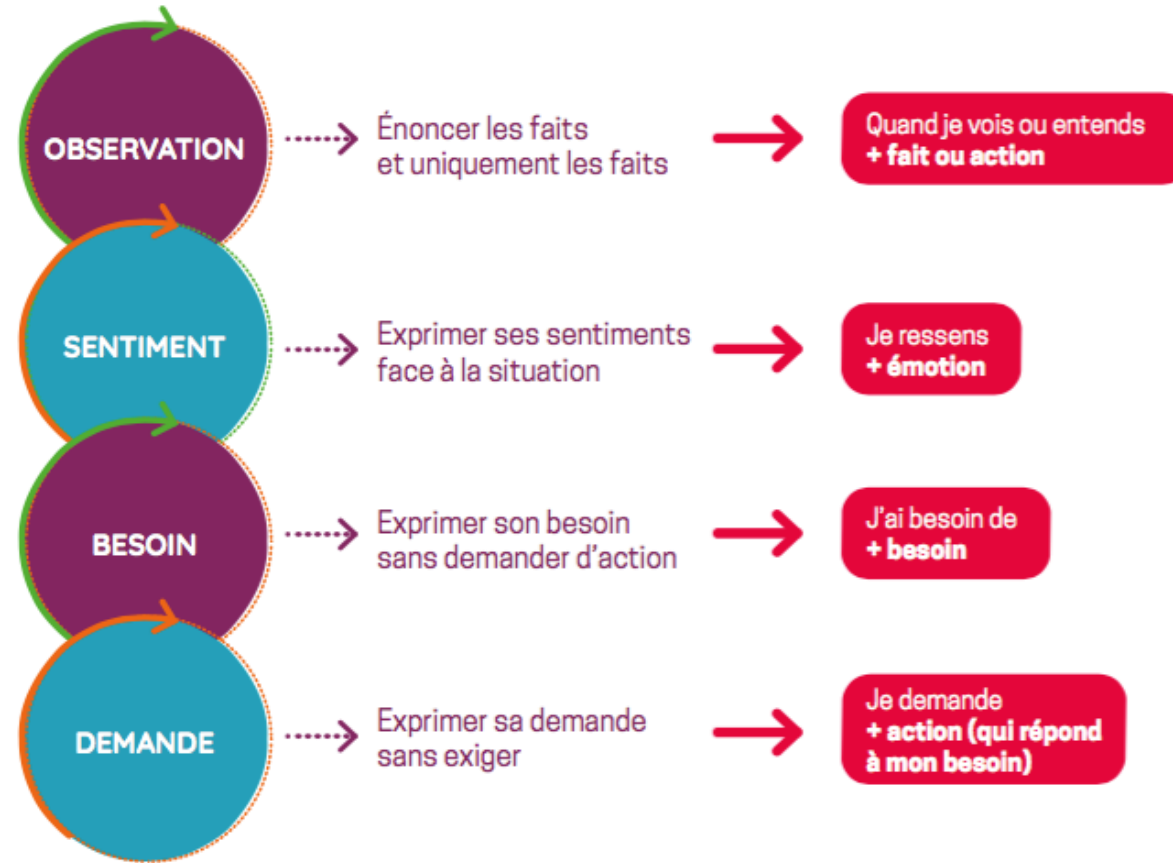 OBSERVATION
Énoncer les faits
et uniquement les faits
Quand je vois ou entends
+ fait ou action
SENTIMENT
Exprimer ses sentiments
face à la situation
Je ressens
+ émotion
BESOIN
Exprimer son besoin
sans demander d'action
J'ai besoin de
+ besoin
DEMANDE
Exprimer sa demande
sans exiger
Je demande
+ action (qui répond
à mon besoin)